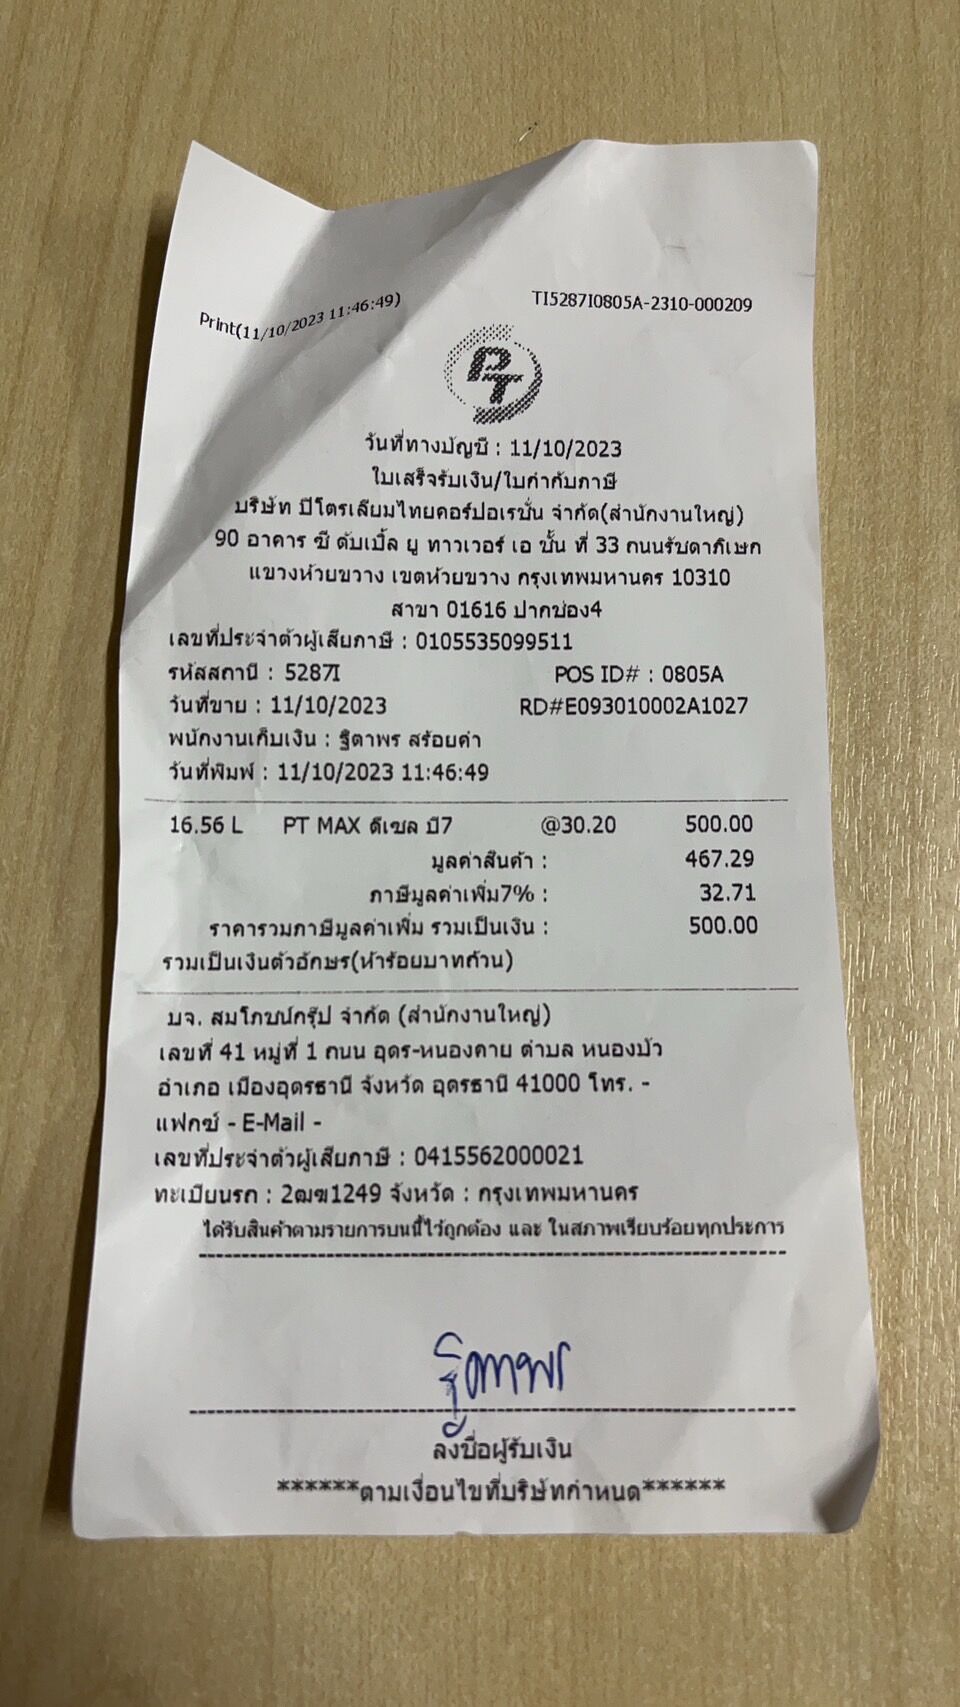 Print(11/10/2023 11:46:49)
TI5287I0805A-2310-000209
PT
วันที่ทางบัญชี : 11/10/2023
ใบเสร็จรับเงิน/ใบกำกับภาษี
บริษัท ปิโตรเลียมไทยคอร์ปอเรชั่น จำกัด(สำนักงานใหญ่)
90 อาคาร ซี ดับเบิ้ล ยู ทาวเวอร์ เอ ชั้น ที่ 33 ถนนรัชดาภิเษก
แขวงห้วยขวาง เขตห้วยขวาง กรุงเทพมหานคร 10310
สาขา 01616 ปากช่อง4
เลขที่ประจำตัวผู้เสียภาษี : 0105535099511
รหัสสถานี : 5287I POS ID# : 0805A
วันที่ขาย : 11/10/2023 RD#E093010002A1027
พนักงานเก็บเงิน : ฐิตาพร สร้อยคำ
วันที่พิมพ์ : 11/10/2023 11:46:49
16.56 L PT MAX ดีเซล บี7 @30.20 500.00
มูลค่าสินค้า : 467.29
ภาษีมูลค่าเพิ่ม7% : 32.71
ราคารวมภาษีมูลค่าเพิ่ม รวมเป็นเงิน : 500.00
รวมเป็นเงินตัวอักษร(ห้าร้อยบาทถ้วน)
บจ. สมโภชน์กรุ๊ป จำกัด (สำนักงานใหญ่)
เลขที่ 41 หมู่ที่ 1 ถนน อุดร-หนองคาย ตำบล หนองบัว
อำเภอ เมืองอุดรธานี จังหวัด อุดรธานี 41000 โทร. -
แฟกซ์ - E-Mail -
เลขที่ประจำตัวผู้เสียภาษี : 0415562000021
ทะเบียนรถ : 2ฒฆ1249 จังหวัด : กรุงเทพมหานคร
ได้รับสินค้าตามรายการบนนี้ไว้ถูกต้อง และ ในสภาพเรียบร้อยทุกประการ
ฐิตาพร
ลงชื่อผู้รับเงิน
******ตามเงื่อนไขที่บริษัทกำหนด******